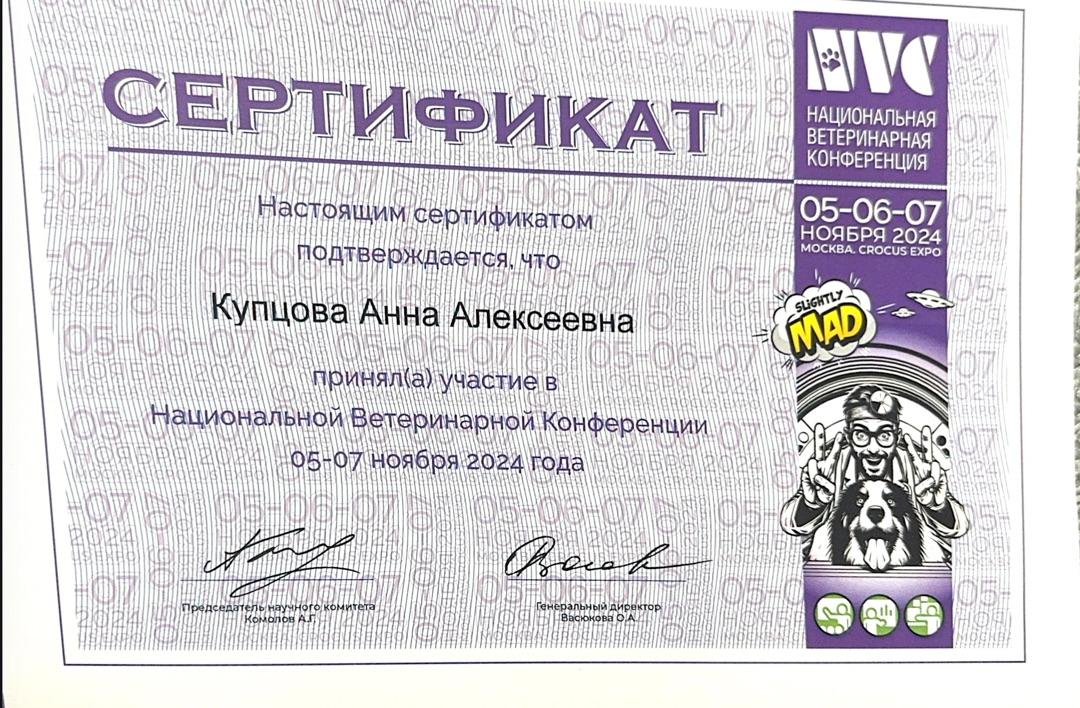 СЕРТИФИКАТ
Настоящим сертификатом
подтверждается, что
Купцова Анна Алексеевна
принял(а) участие в
Национальной Ветеринарной Конференции
05-07 ноября 2024 года
Председатель научного комитета
Комолов А.Г.
Генеральный директор
Васюкова О.А.
NVC
НАЦИОНАЛЬНАЯ
ВЕТЕРИНАРНАЯ
КОНФЕРЕНЦИЯ
05-06-07
НОЯБРЯ 2024
МОСКВА. CROCUS EXPO
SLIGHTLY
MAD